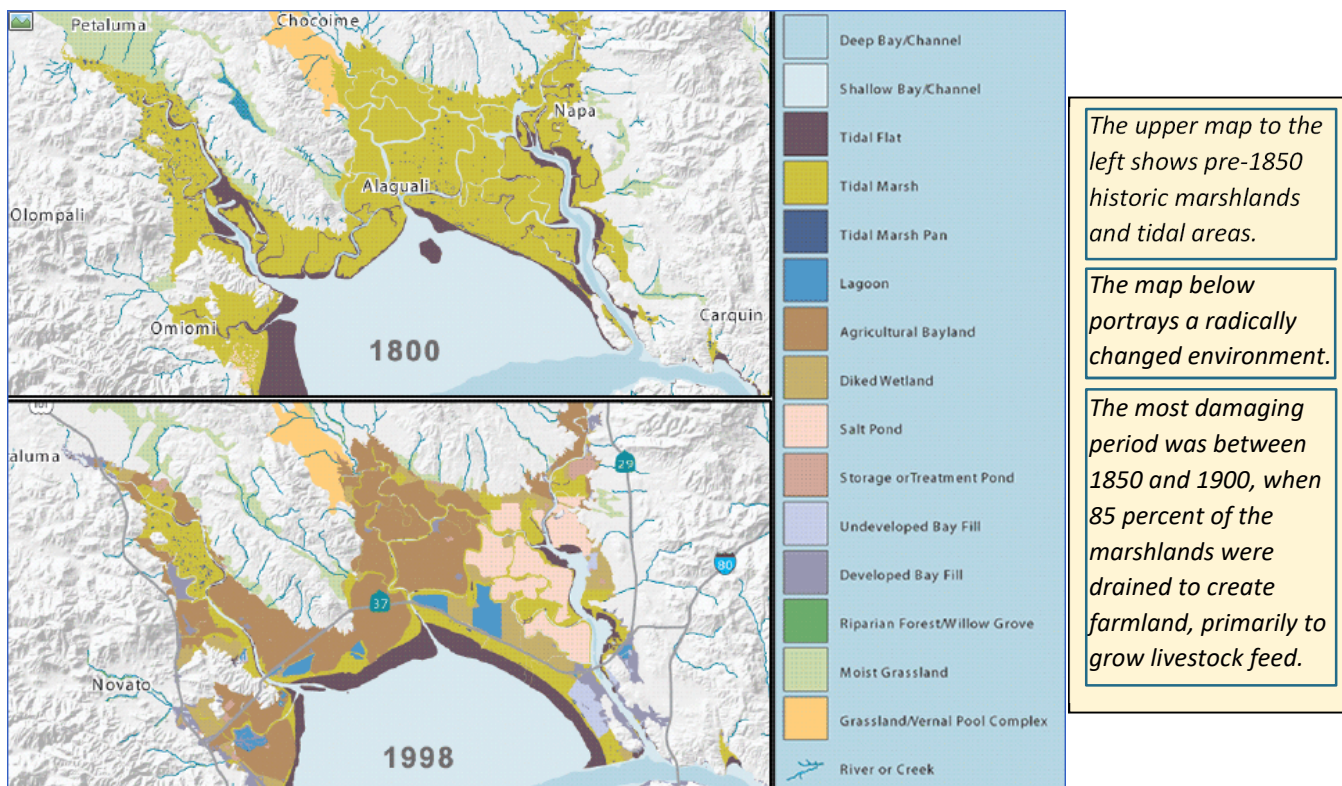 Petaluma
Chocoime
Napa
Alaguali
Olompali
Omiomi
Carquin
1800
101
aluma
29
80
37
Novato
1998
Deep Bay/Channel
Shallow Bay/Channel
Tidal Flat
Tidal Marsh
Tidal Marsh Pan
Lagoon
Agricultural Bayland
Diked Wetland
Salt Pond
Storage orTreatment Pond
Undeveloped Bay Fill
Developed Bay Fill
Riparian Forest/Willow Grove
Moist Grassland
Grassland/Vernal Pool Complex
River or Creek
The upper map to the
left shows pre-1850
historic marshlands
and tidal areas.
The map below
portrays a radically
changed environment.
The most damaging
period was between
1850 and 1900, when
85 percent of the
marshlands were
drained to create
farmland, primarily to
grow livestock feed.